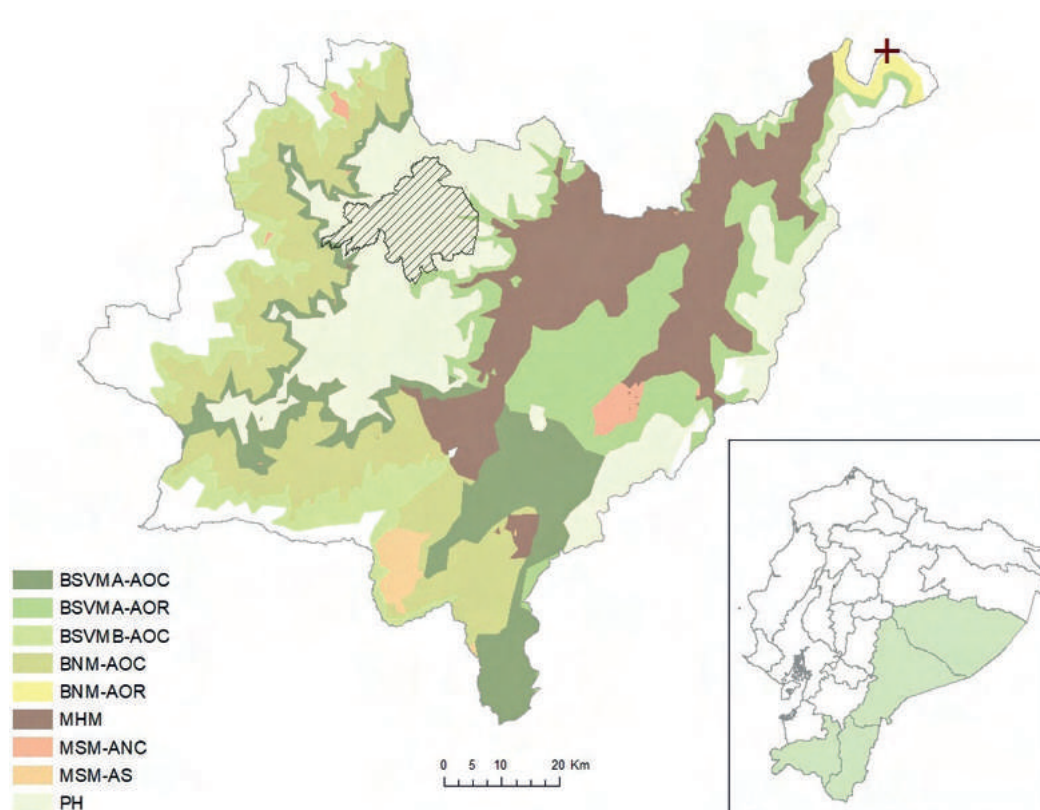 BSVMA-AOC
BSVMA-AOR
BSVMB-AOC
BNM-AOC
BNM-AOR
MHM
MSM-ANC
MSM-AS
PH
0 5 10 20 Km